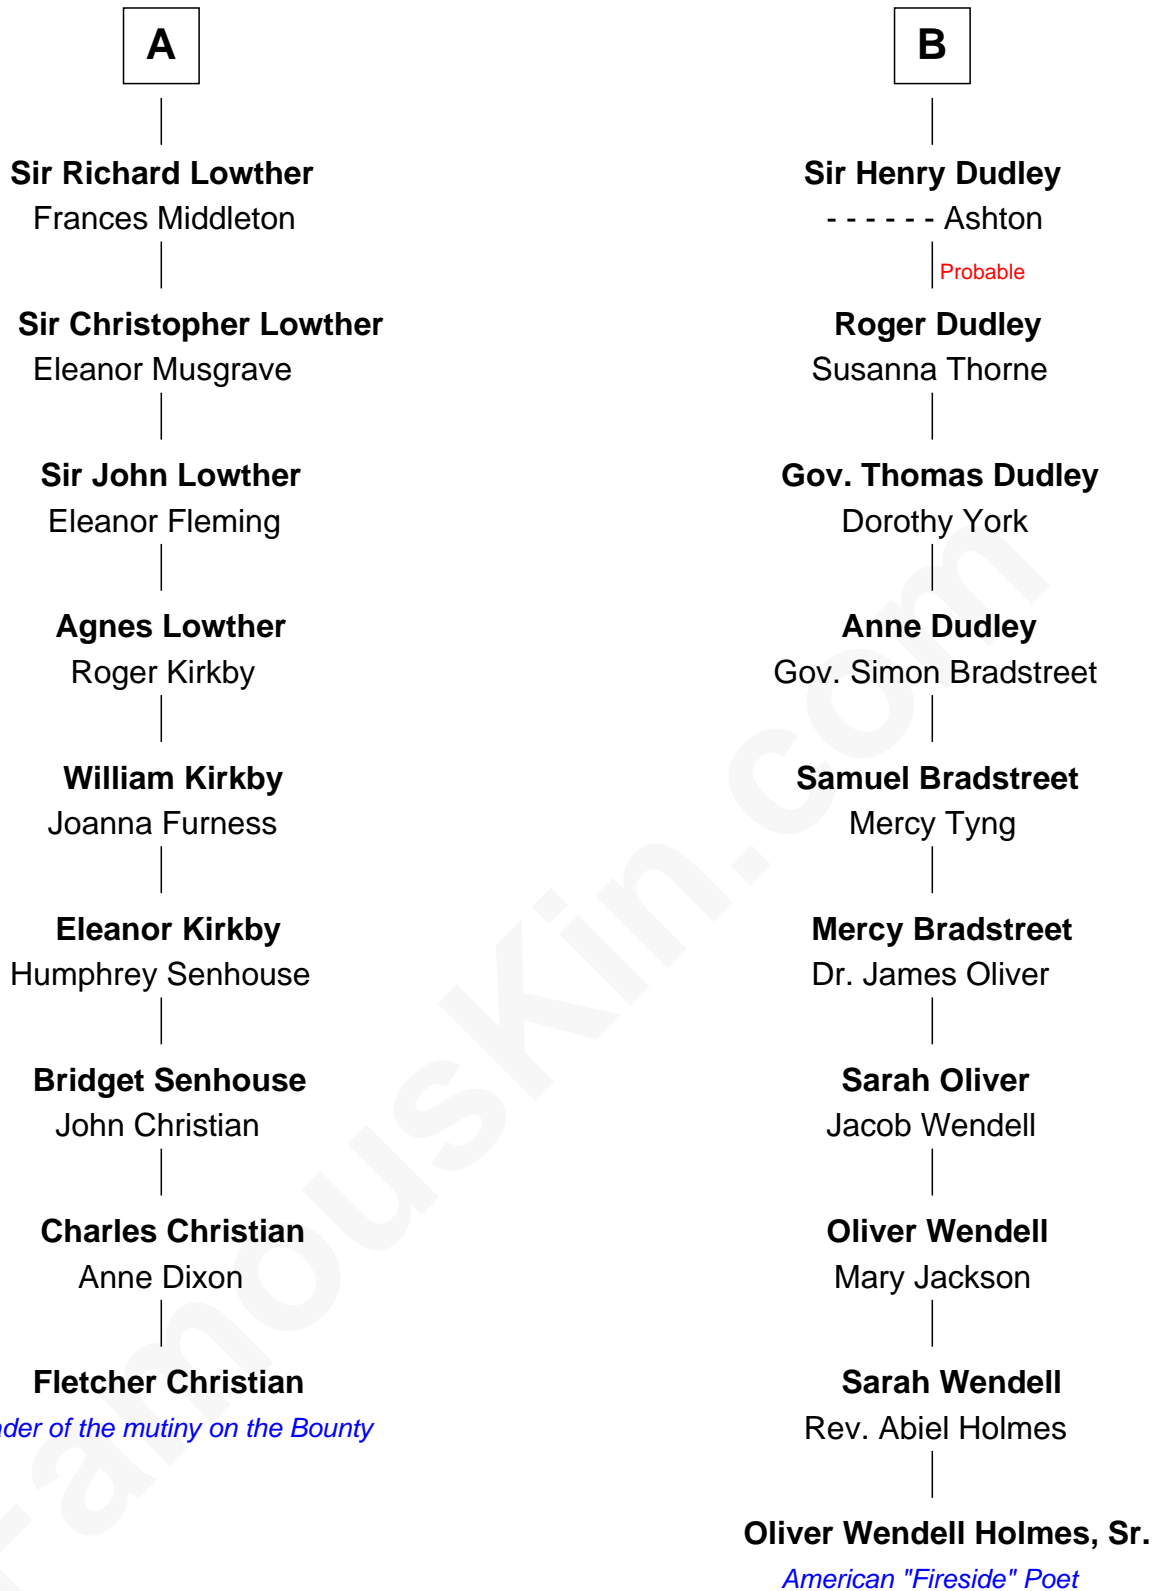 A
Sir Richard Lowther
Frances Middleton
Sir Christopher Lowther
Eleanor Musgrave
Sir John Lowther
Eleanor Fleming
Agnes Lowther
Roger Kirkby
William Kirkby
Joanna Furness
Eleanor Kirkby
Humphrey Senhouse
Bridget Senhouse
John Christian
Charles Christian
Anne Dixon
Fletcher Christian
of the mutiny on the Bounty
B
Sir Henry Dudley
- - - - - - Ashton
Probable
Roger Dudley
Susanna Thorne
Gov. Thomas Dudley
Dorothy York
Anne Dudley
Gov. Simon Bradstreet
Samuel Bradstreet
Mercy Tyng
Mercy Bradstreet
Dr. James Oliver
Sarah Oliver
Jacob Wendell
Oliver Wendell
Mary Jackson
Sarah Wendell
Rev. Abiel Holmes
Oliver Wendell Holmes, Sr.
American "Fireside" Poet
FamousKin.com